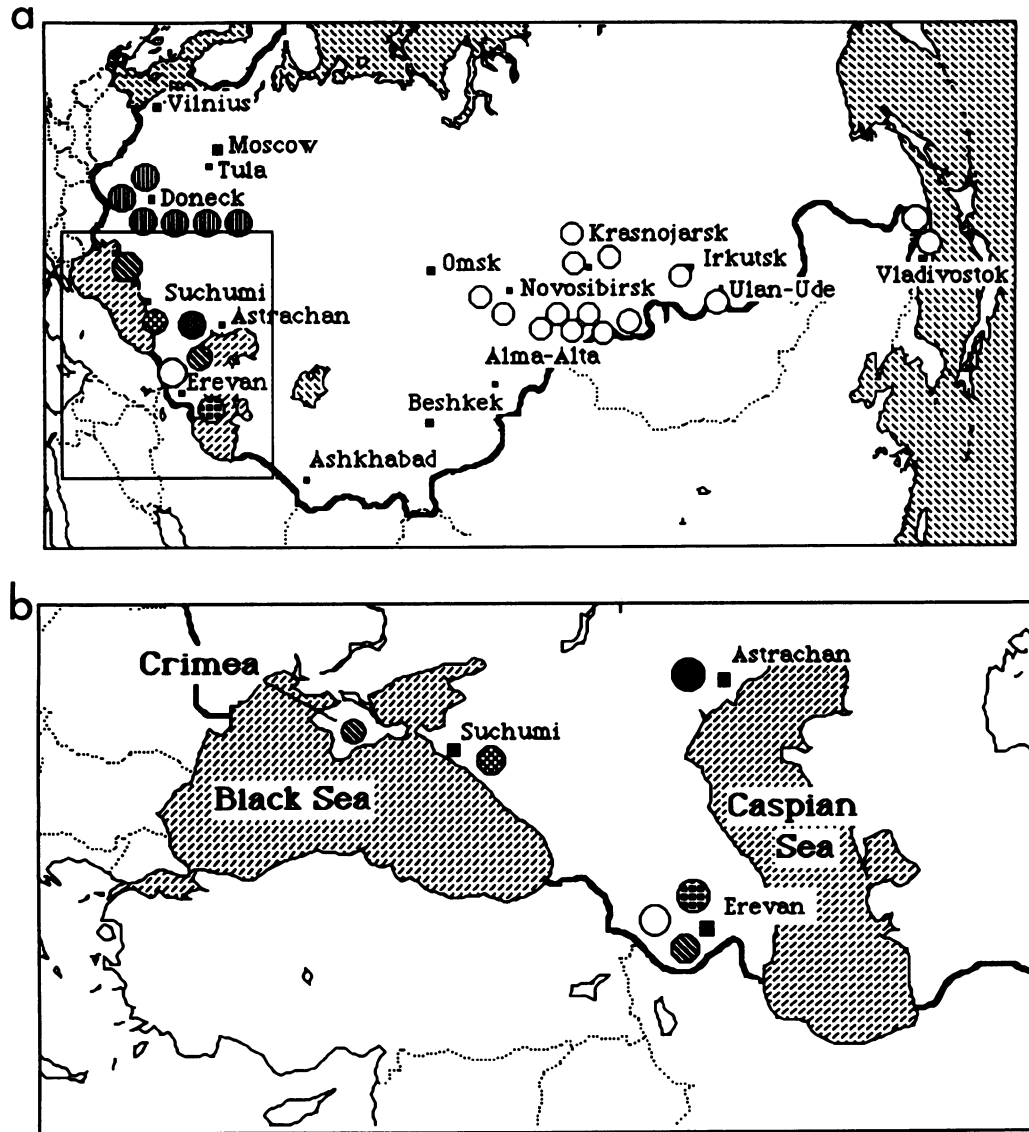 a
Vilnius
Moscow
Tula
Doneck
Krasnojarsk
Omsk
Irkutsk
Suchumi
Novosibirsk
Ulan-Ude
Vladivostok
Astrachan
Alma-Alta
Erevan
Beshkek
Ashkhabad
b
Crimea
Astrachan
Suchumi
Black Sea
Caspian
Sea
Erevan